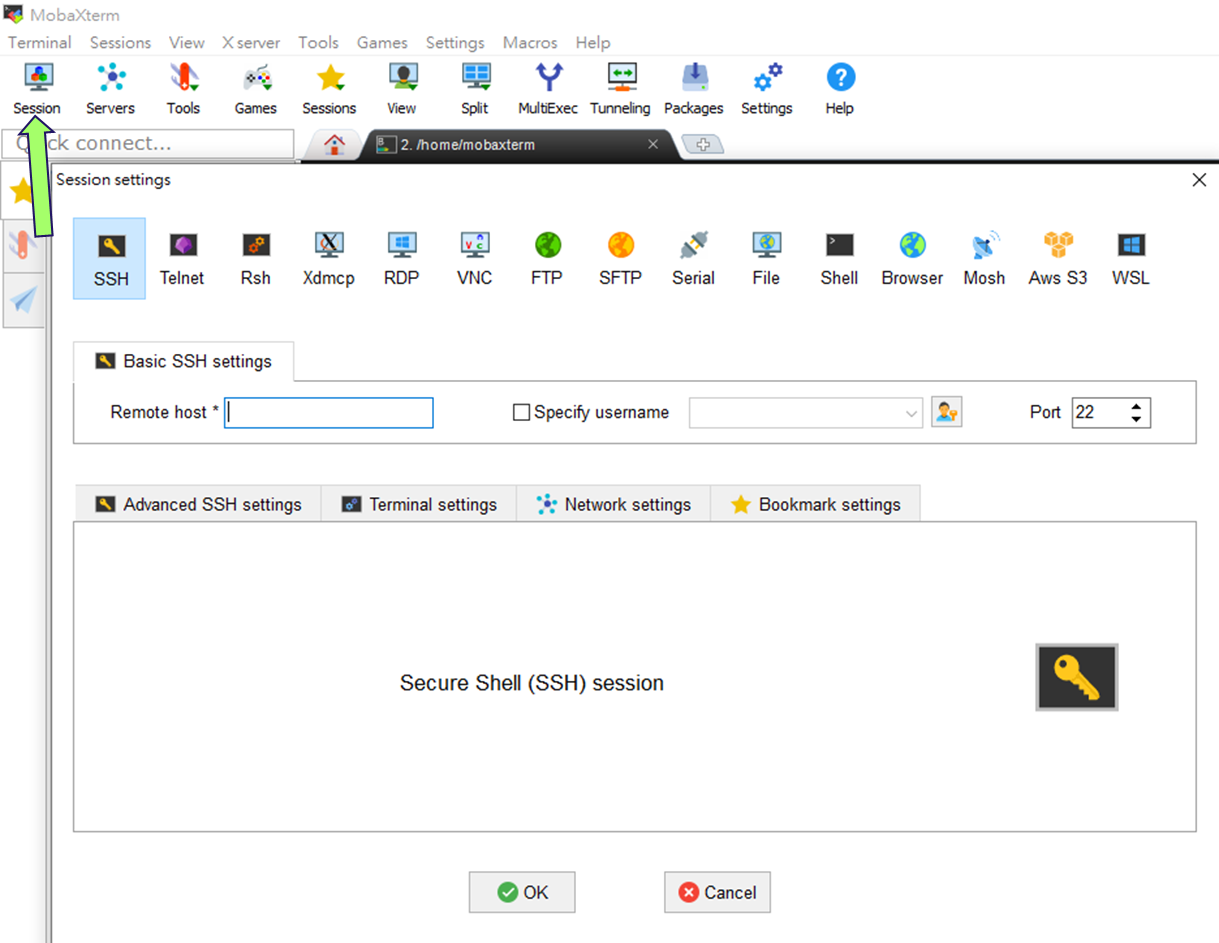 MobaXterm
Terminal Sessions View X server Tools Games Settings Macros Help
Session Servers Tools Games Sessions View Split MultiExec Tunneling Packages Settings Help
ck connect... 2. /home/mobaxterm
Session settings
SSH Telnet Rsh Xdmcp RDP VNC FTP SFTP Serial File Shell Browser Mosh Aws S3 WSL
Basic SSH settings
Remote host * Specify username Port 22
Advanced SSH settings Terminal settings Network settings Bookmark settings
Secure Shell (SSH) session
OK Cancel